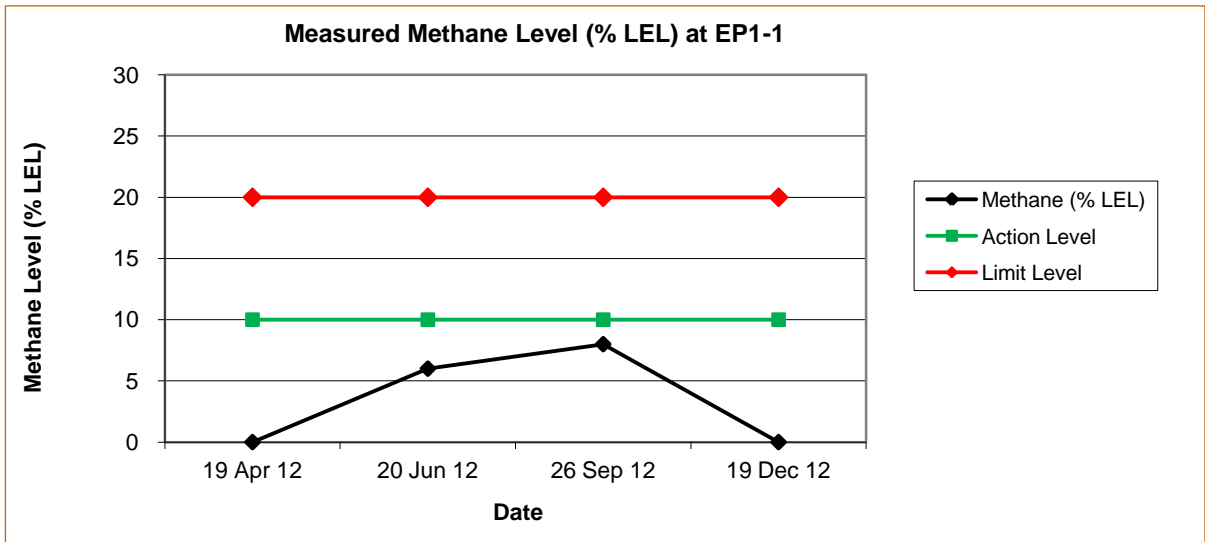 Measured Methane Level (% LEL) at EP1-1
Methane Level (% LEL)
30
25
20
15
10
5
0
19 Apr 12
20 Jun 12
26 Sep 12
19 Dec 12
Date
Methane (% LEL)
Action Level
Limit Level